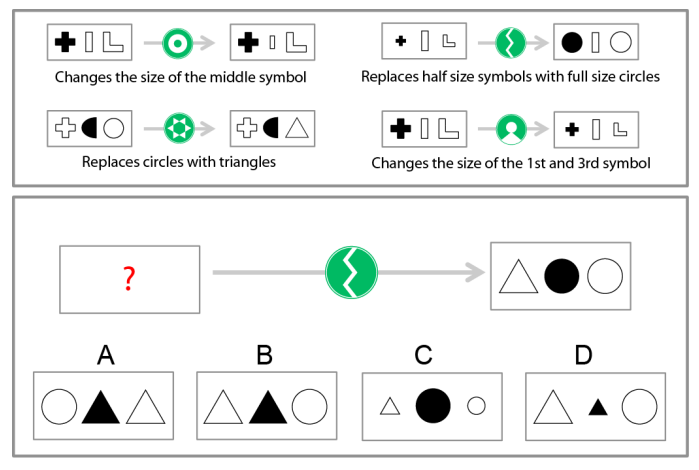 Changes the size of the middle symbol
Replaces half size symbols with full size circles
Replaces circles with triangles
Changes the size of the 1st and 3rd symbol
?
A
B
C
D